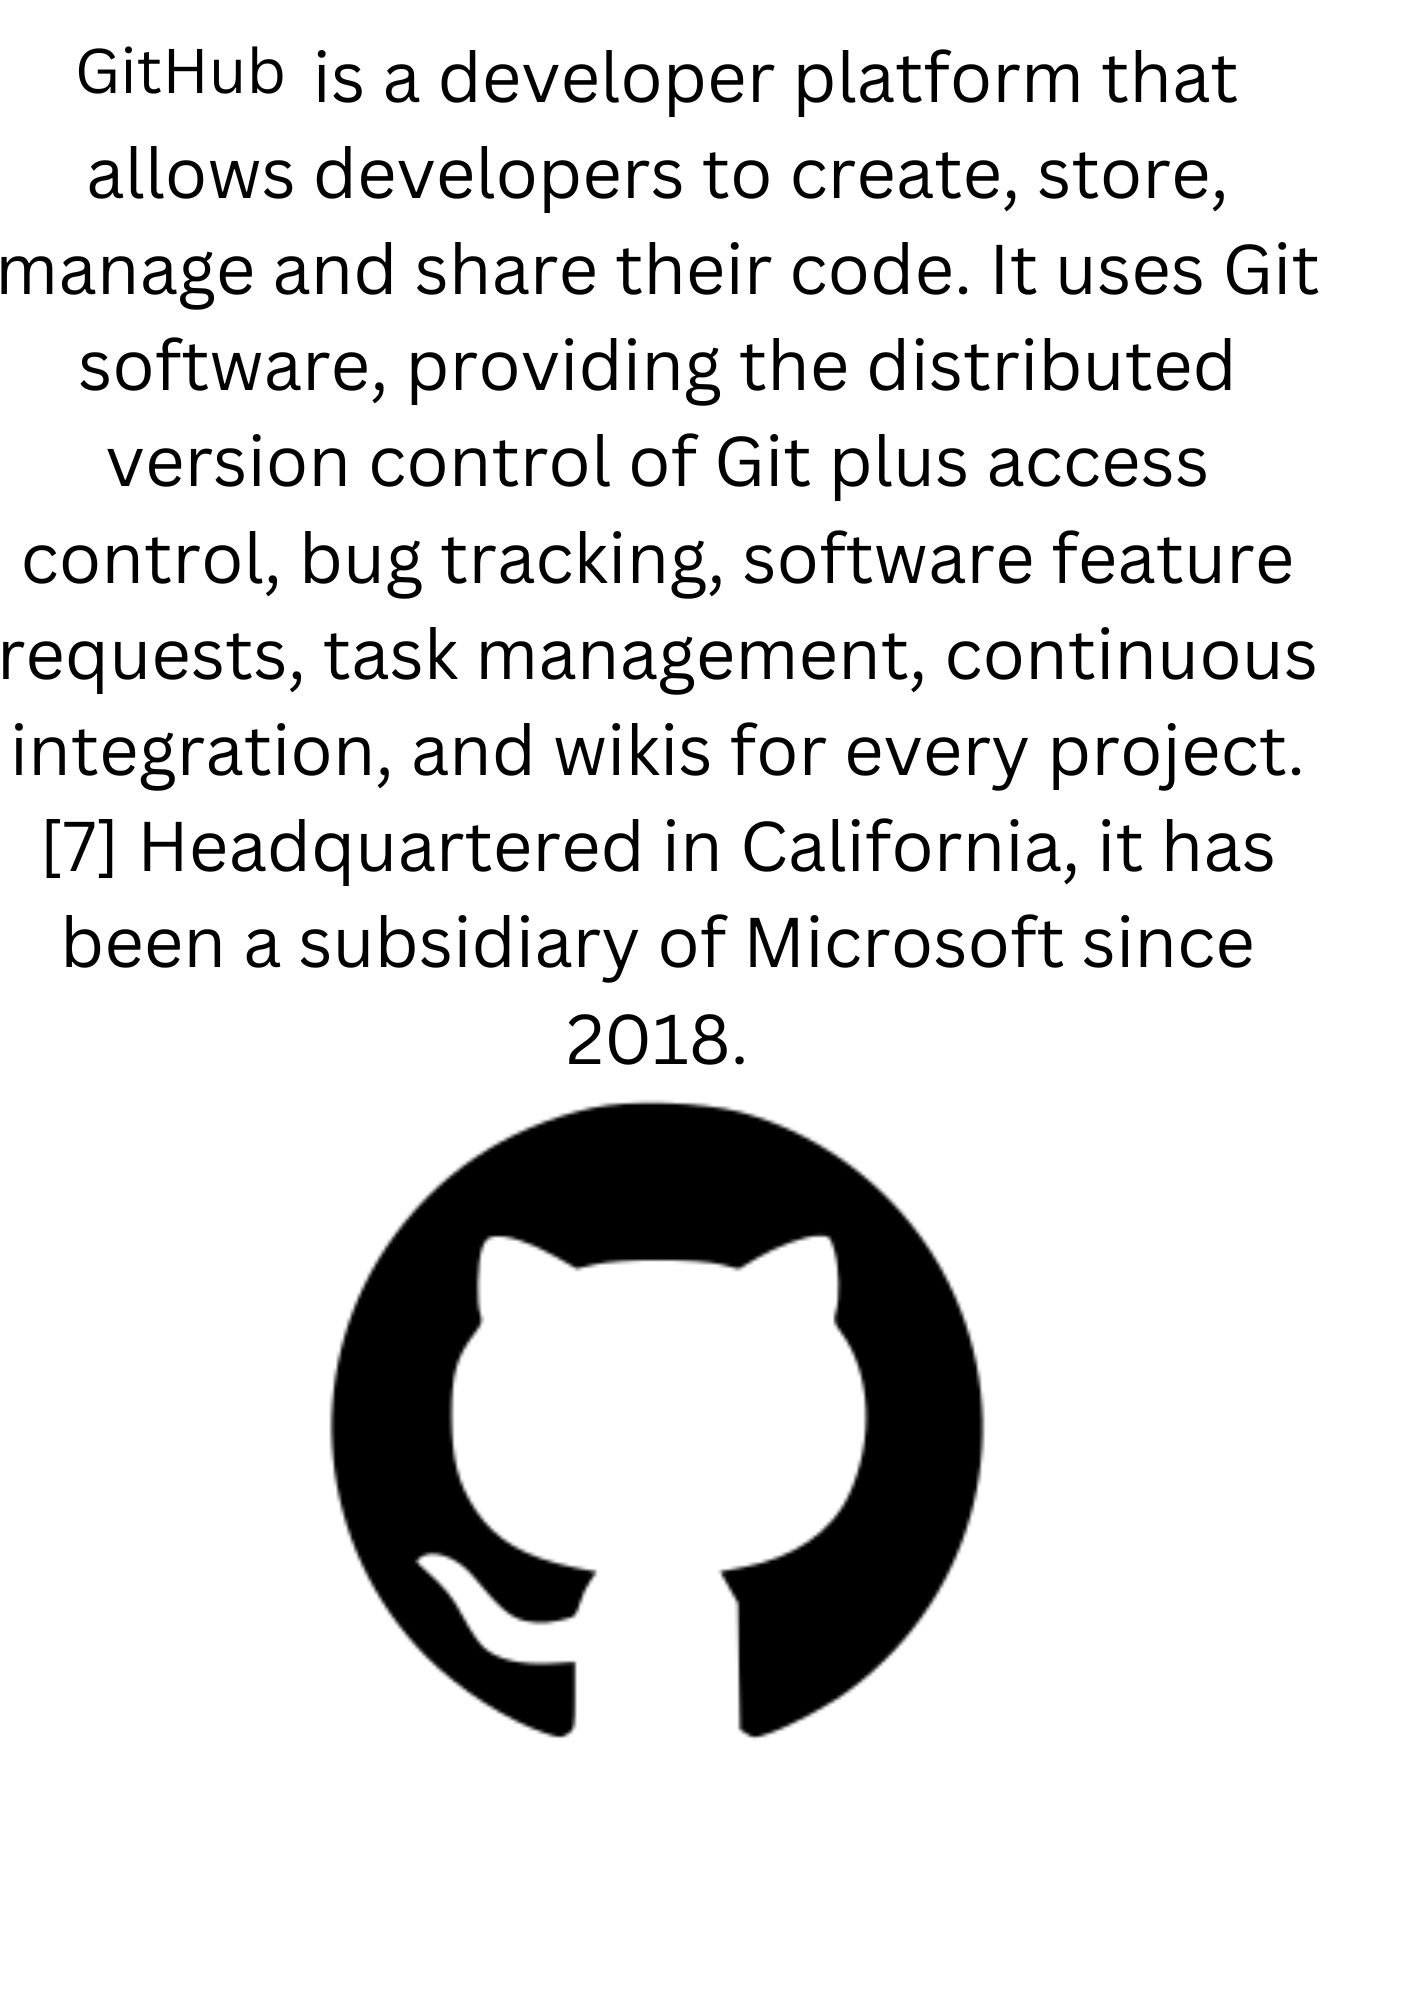 GitHub is a developer platform that
allows developers to create, store,
manage and share their code. It uses Git
software, providing the distributed
version control of Git plus access
control, bug tracking, software feature
requests, task management, continuous
integration, and wikis for every project.
[7] Headquartered in California, it has
been a subsidiary of Microsoft since
2018.